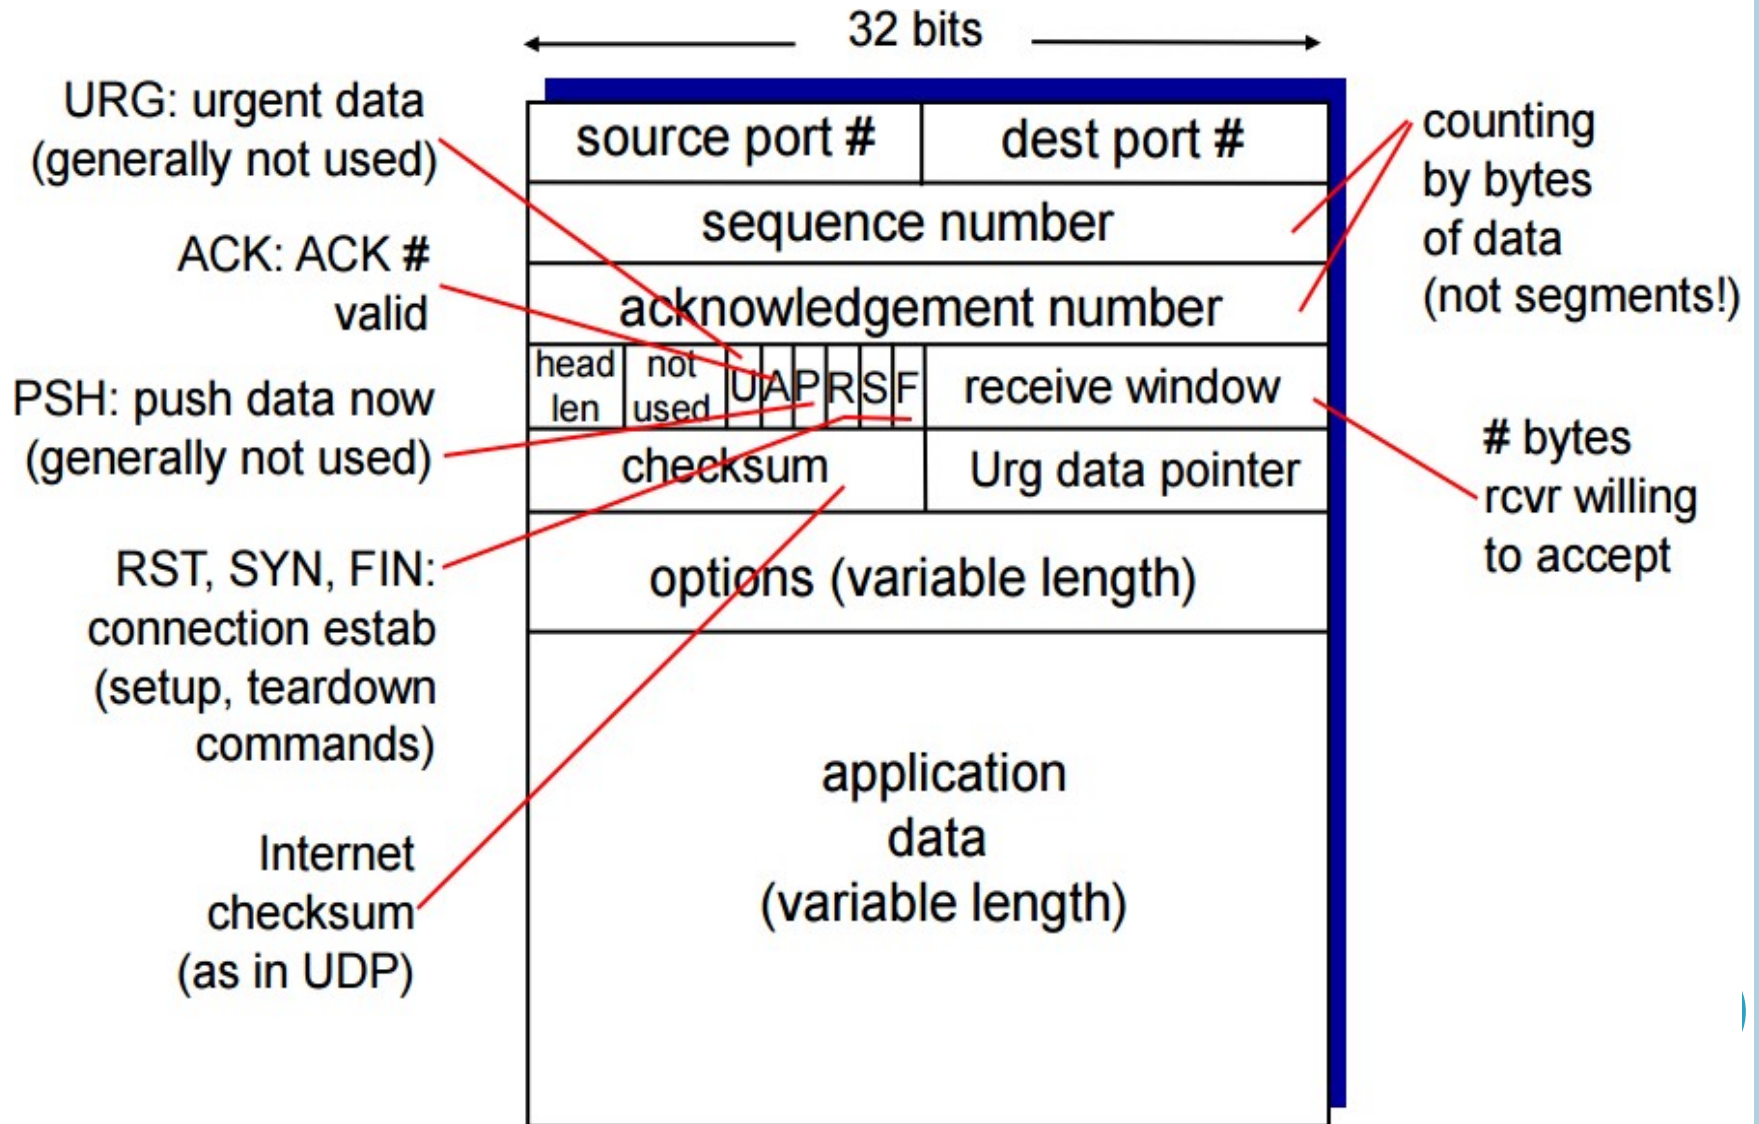 32 bits
URG: urgent data
(generally not used)
ACK: ACK #
valid
PSH: push data now
(generally not used)
RST, SYN, FIN:
connection estab
(setup, teardown
commands)
Internet
checksum
(as in UDP)
source port #
dest port #
sequence number
acknowledgement number
head
len
not
used
U
A
P
R
S
F
receive window
checksum
Urg data pointer
options (variable length)
application
data
(variable length)
counting
by bytes
of data
(not segments!)
# bytes
rcvr willing
to accept